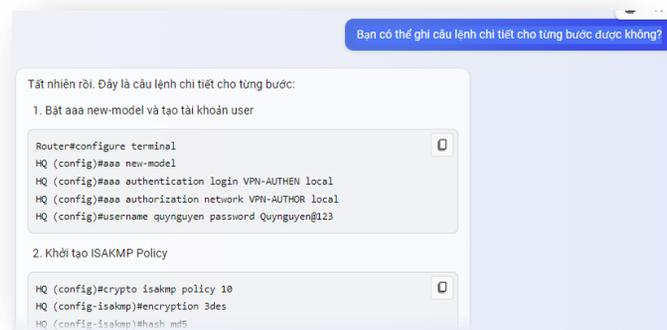 Bạn có thể ghi câu lệnh chi tiết cho từng bước được không?
Tất nhiên rồi. Đây là câu lệnh chi tiết cho từng bước:
1. Bật aaa new-model và tạo tài khoản user
Router#configure terminal
HQ (config)#aaa new-model
HQ (config)#aaa authentication login VPN-AUTHEN local
HQ (config)#aaa authorization network VPN-AUTHOR local
HQ (config)#username quynguyen password Quynguyen@123
2. Khởi tạo ISAKMP Policy
HQ (config)#crypto isakmp policy 10
HQ (config-isakmp)#encryption 3des
HQ (config-isakmp)#hash md5